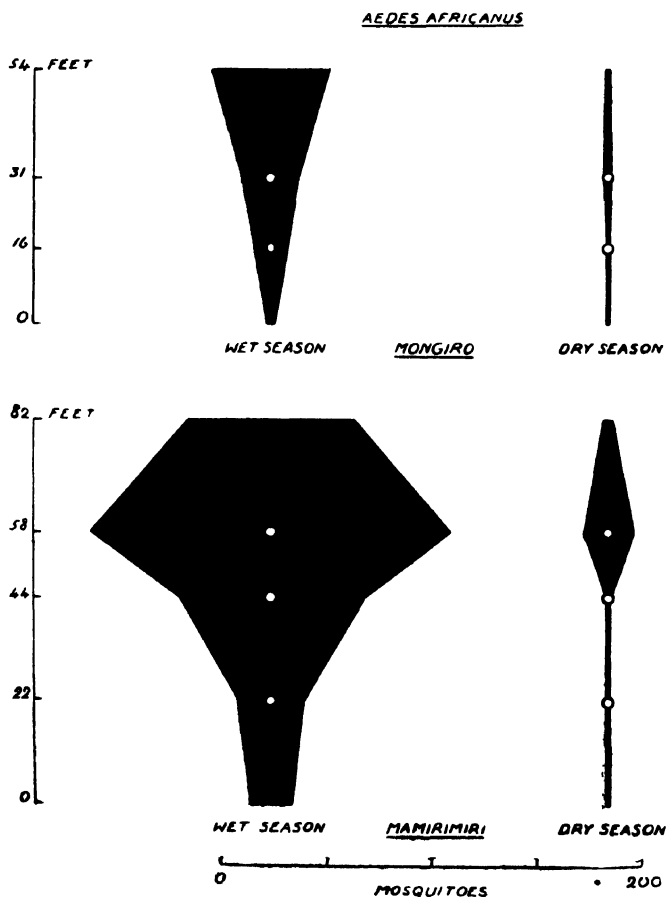 AEDES AFRICANUS
54 FEET
31
16
0
WET SEASON MONGIRO DRY SEASON
82 FEET
58
44
22
0
WET SEASON MAMIRIMIRI DRY SEASON
0 200
MOSQUITOES